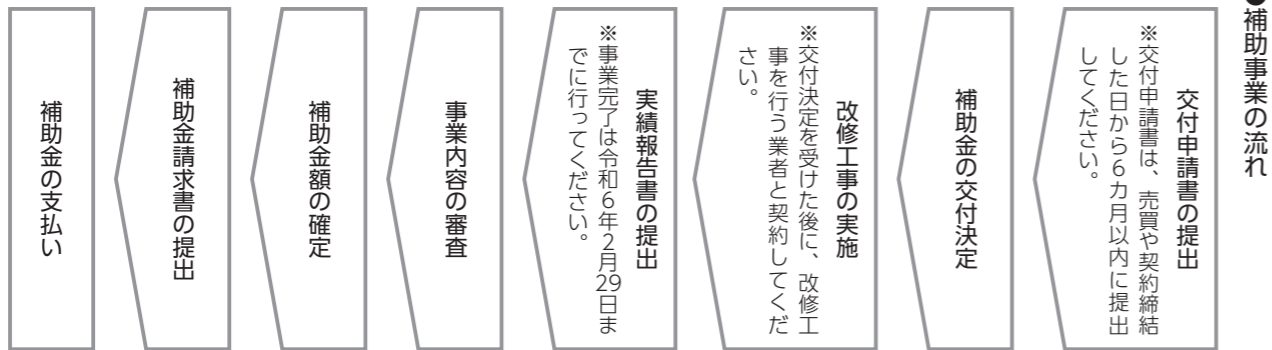 ●補助事業の流れ
交付申請書の提出
※交付申請書は、売買や契約締結
した日から6カ月以内に提出
してください。
補助金の交付決定
改修工事の実施
※交付決定を受けた後に、改修工
事を行う業者と契約してくだ
さい。
実績報告書の提出
※事業完了は令和6年2月29日ま
でに行ってください。
事業内容の審査
補助金額の確定
補助金請求書の提出
補助金の支払い